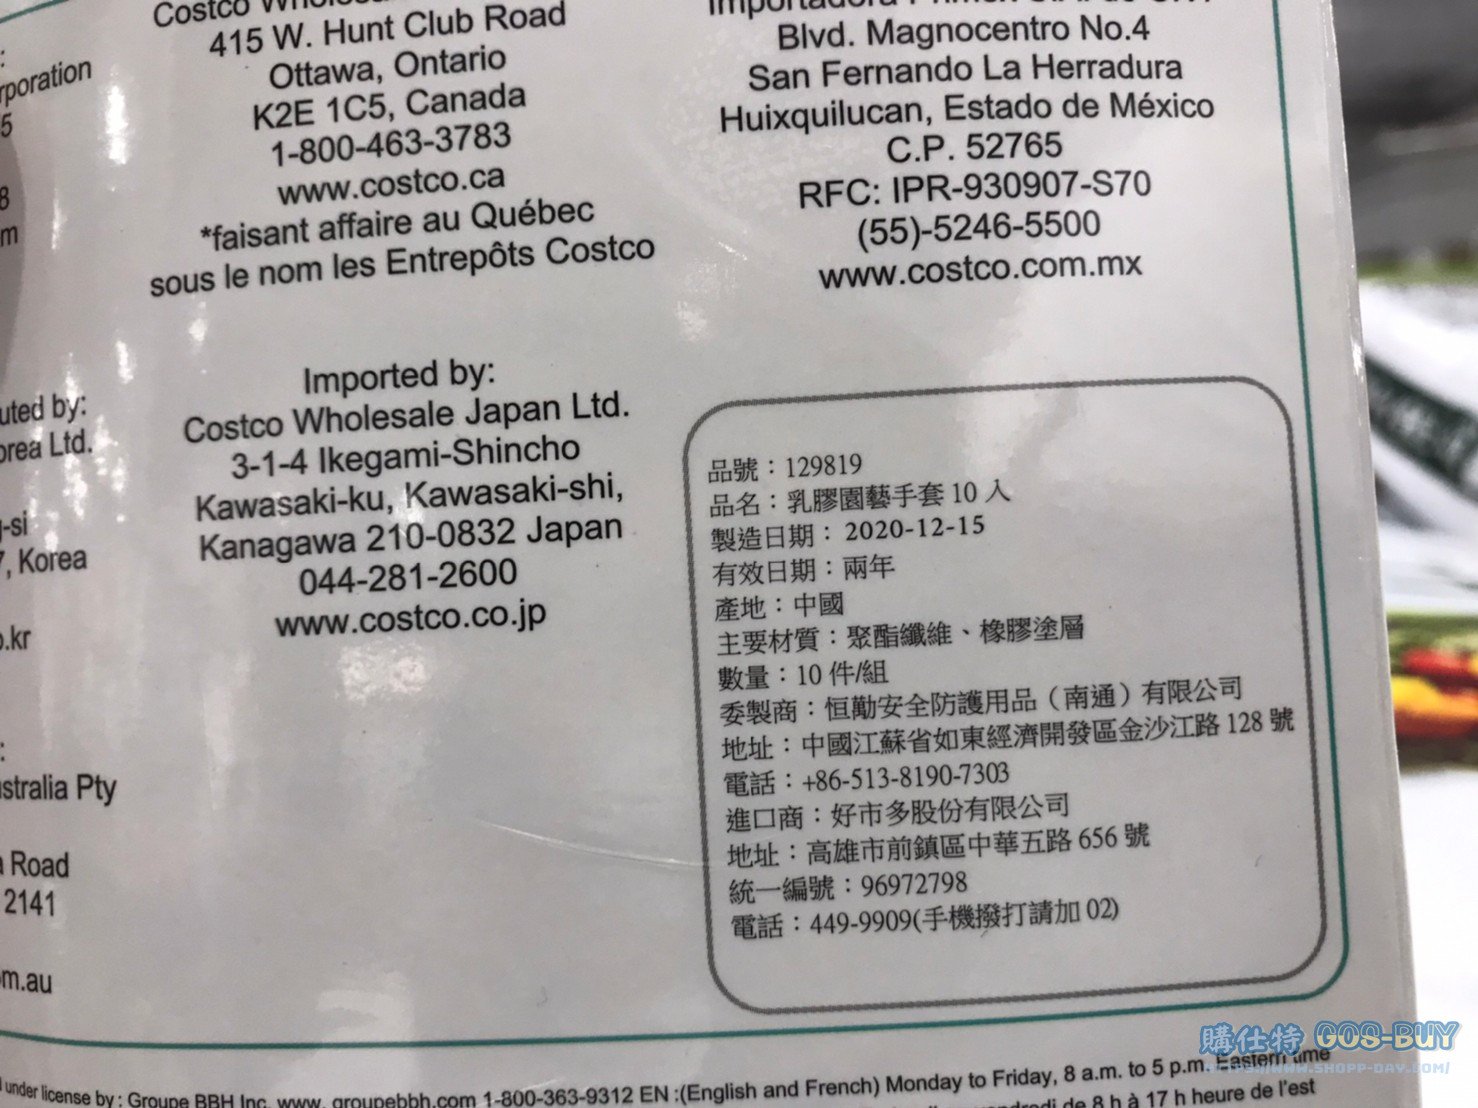 rporation
5
8
m
uted by:
orea Ltd.
-si
7, Korea
o.kr
:
stralia Pty
Road
2141
om.au
415 W. Hunt Club Road
Ottawa, Ontario
K2E 1C5, Canada
1-800-463-3783
www.costco.ca
*faisant affaire au Québec
sous le nom les Entrepôts Costco
Blvd. Magnocentro No.4
San Fernando La Herradura
Huixquilucan, Estado de México
C.P. 52765
RFC: IPR-930907-S70
(55)-5246-5500
www.costco.com.mx
Imported by:
Costco Wholesale Japan Ltd.
3-1-4 Ikegami-Shincho
Kawasaki-ku, Kawasaki-shi,
Kanagawa 210-0832 Japan
044-281-2600
www.costco.co.jp
品號：129819
品名：乳膠園藝手套 10 入
製造日期：2020-12-15
有效日期：兩年
產地：中國
主要材質：聚酯纖維、橡膠塗層
數量：10 件/組
委製商：恒勱安全防護用品（南通）有限公司
地址：中國江蘇省如東經濟開發區金沙江路 128 號
電話：+86-513-8190-7303
進口商：好市多股份有限公司
地址：高雄市前鎮區中華五路 656 號
統一編號：96972798
電話：449-9909(手機撥打請加 02)
under license by: Groupe BBH Inc. www. groupebbh.com 1-800-363-9312 EN :(English and French) Monday to Friday, 8 a.m. to 5 p.m. Eastern time
de 8 h à 17 h heure de l'est
購仕特 GOS-BUY
HTTPS://WWW.SHOPP-DAY.COM/